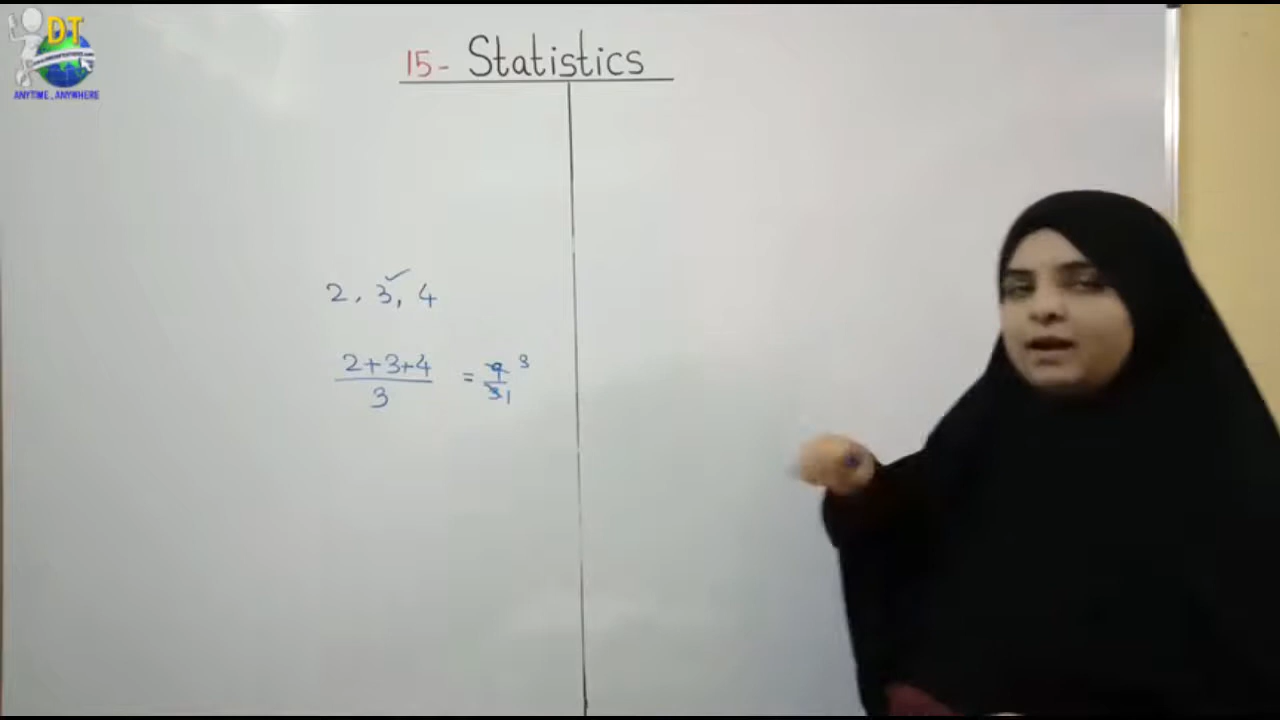 DT
ANYTIME, ANYWHERE
15- Statistics
2, 3, 4
2+3+4
3
= 9 3
3 1